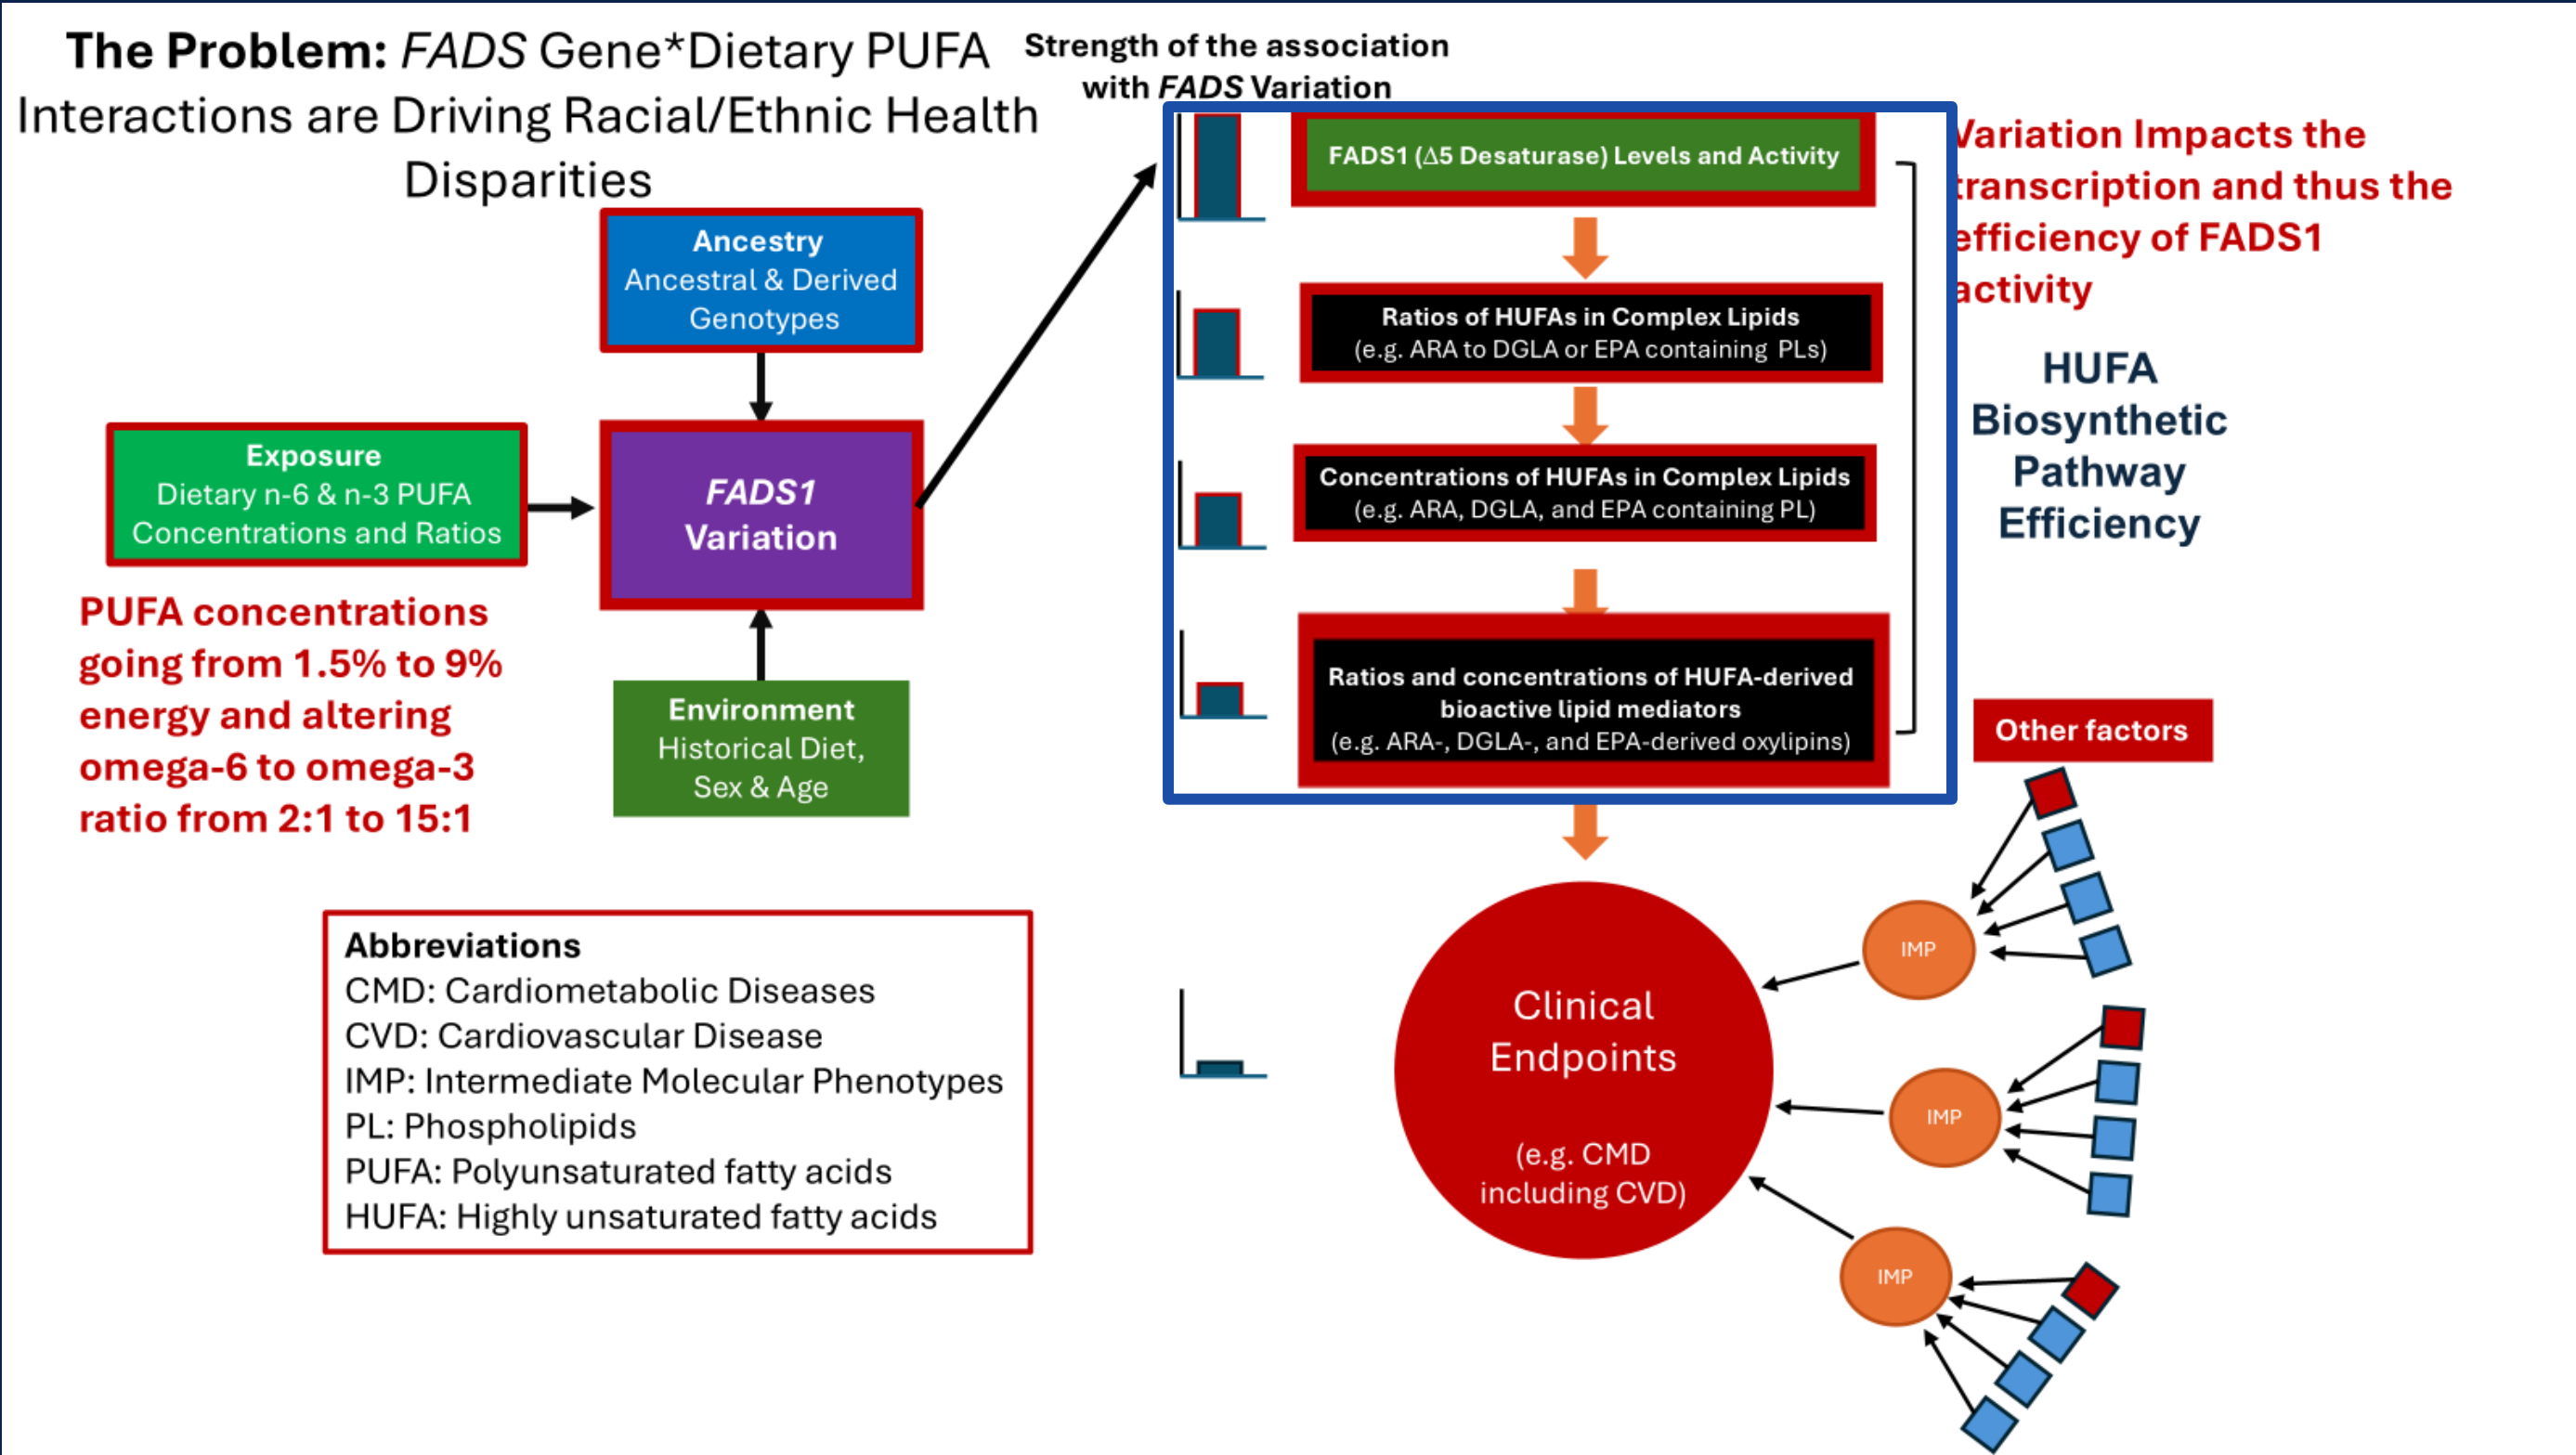 The Problem: FADS Gene*Dietary PUFA
Interactions are Driving Racial/Ethnic Health
Disparities
Strength of the association
with FADS Variation
Ancestry
Ancestral & Derived
Genotypes
Exposure
Dietary n-6 & n-3 PUFA
Concentrations and Ratios
FADS1
Variation
Environment
Historical Diet,
Sex & Age
PUFA concentrations
going from 1.5% to 9%
energy and altering
omega-6 to omega-3
ratio from 2:1 to 15:1
FADS1 (Δ5 Desaturase) Levels and Activity
Ratios of HUFAs in Complex Lipids
(e.g. ARA to DGLA or EPA containing PLs)
Concentrations of HUFAs in Complex Lipids
(e.g. ARA, DGLA, and EPA containing PL)
Ratios and concentrations of HUFA-derived
bioactive lipid mediators
(e.g. ARA-, DGLA-, and EPA-derived oxylipins)
Variation Impacts the
transcription and thus the
efficiency of FADS1
activity
HUFA
Biosynthetic
Pathway
Efficiency
Other factors
Abbreviations
CMD: Cardiometabolic Diseases
CVD: Cardiovascular Disease
IMP: Intermediate Molecular Phenotypes
PL: Phospholipids
PUFA: Polyunsaturated fatty acids
HUFA: Highly unsaturated fatty acids
Clinical
Endpoints
(e.g. CMD
including CVD)
IMP
IMP
IMP